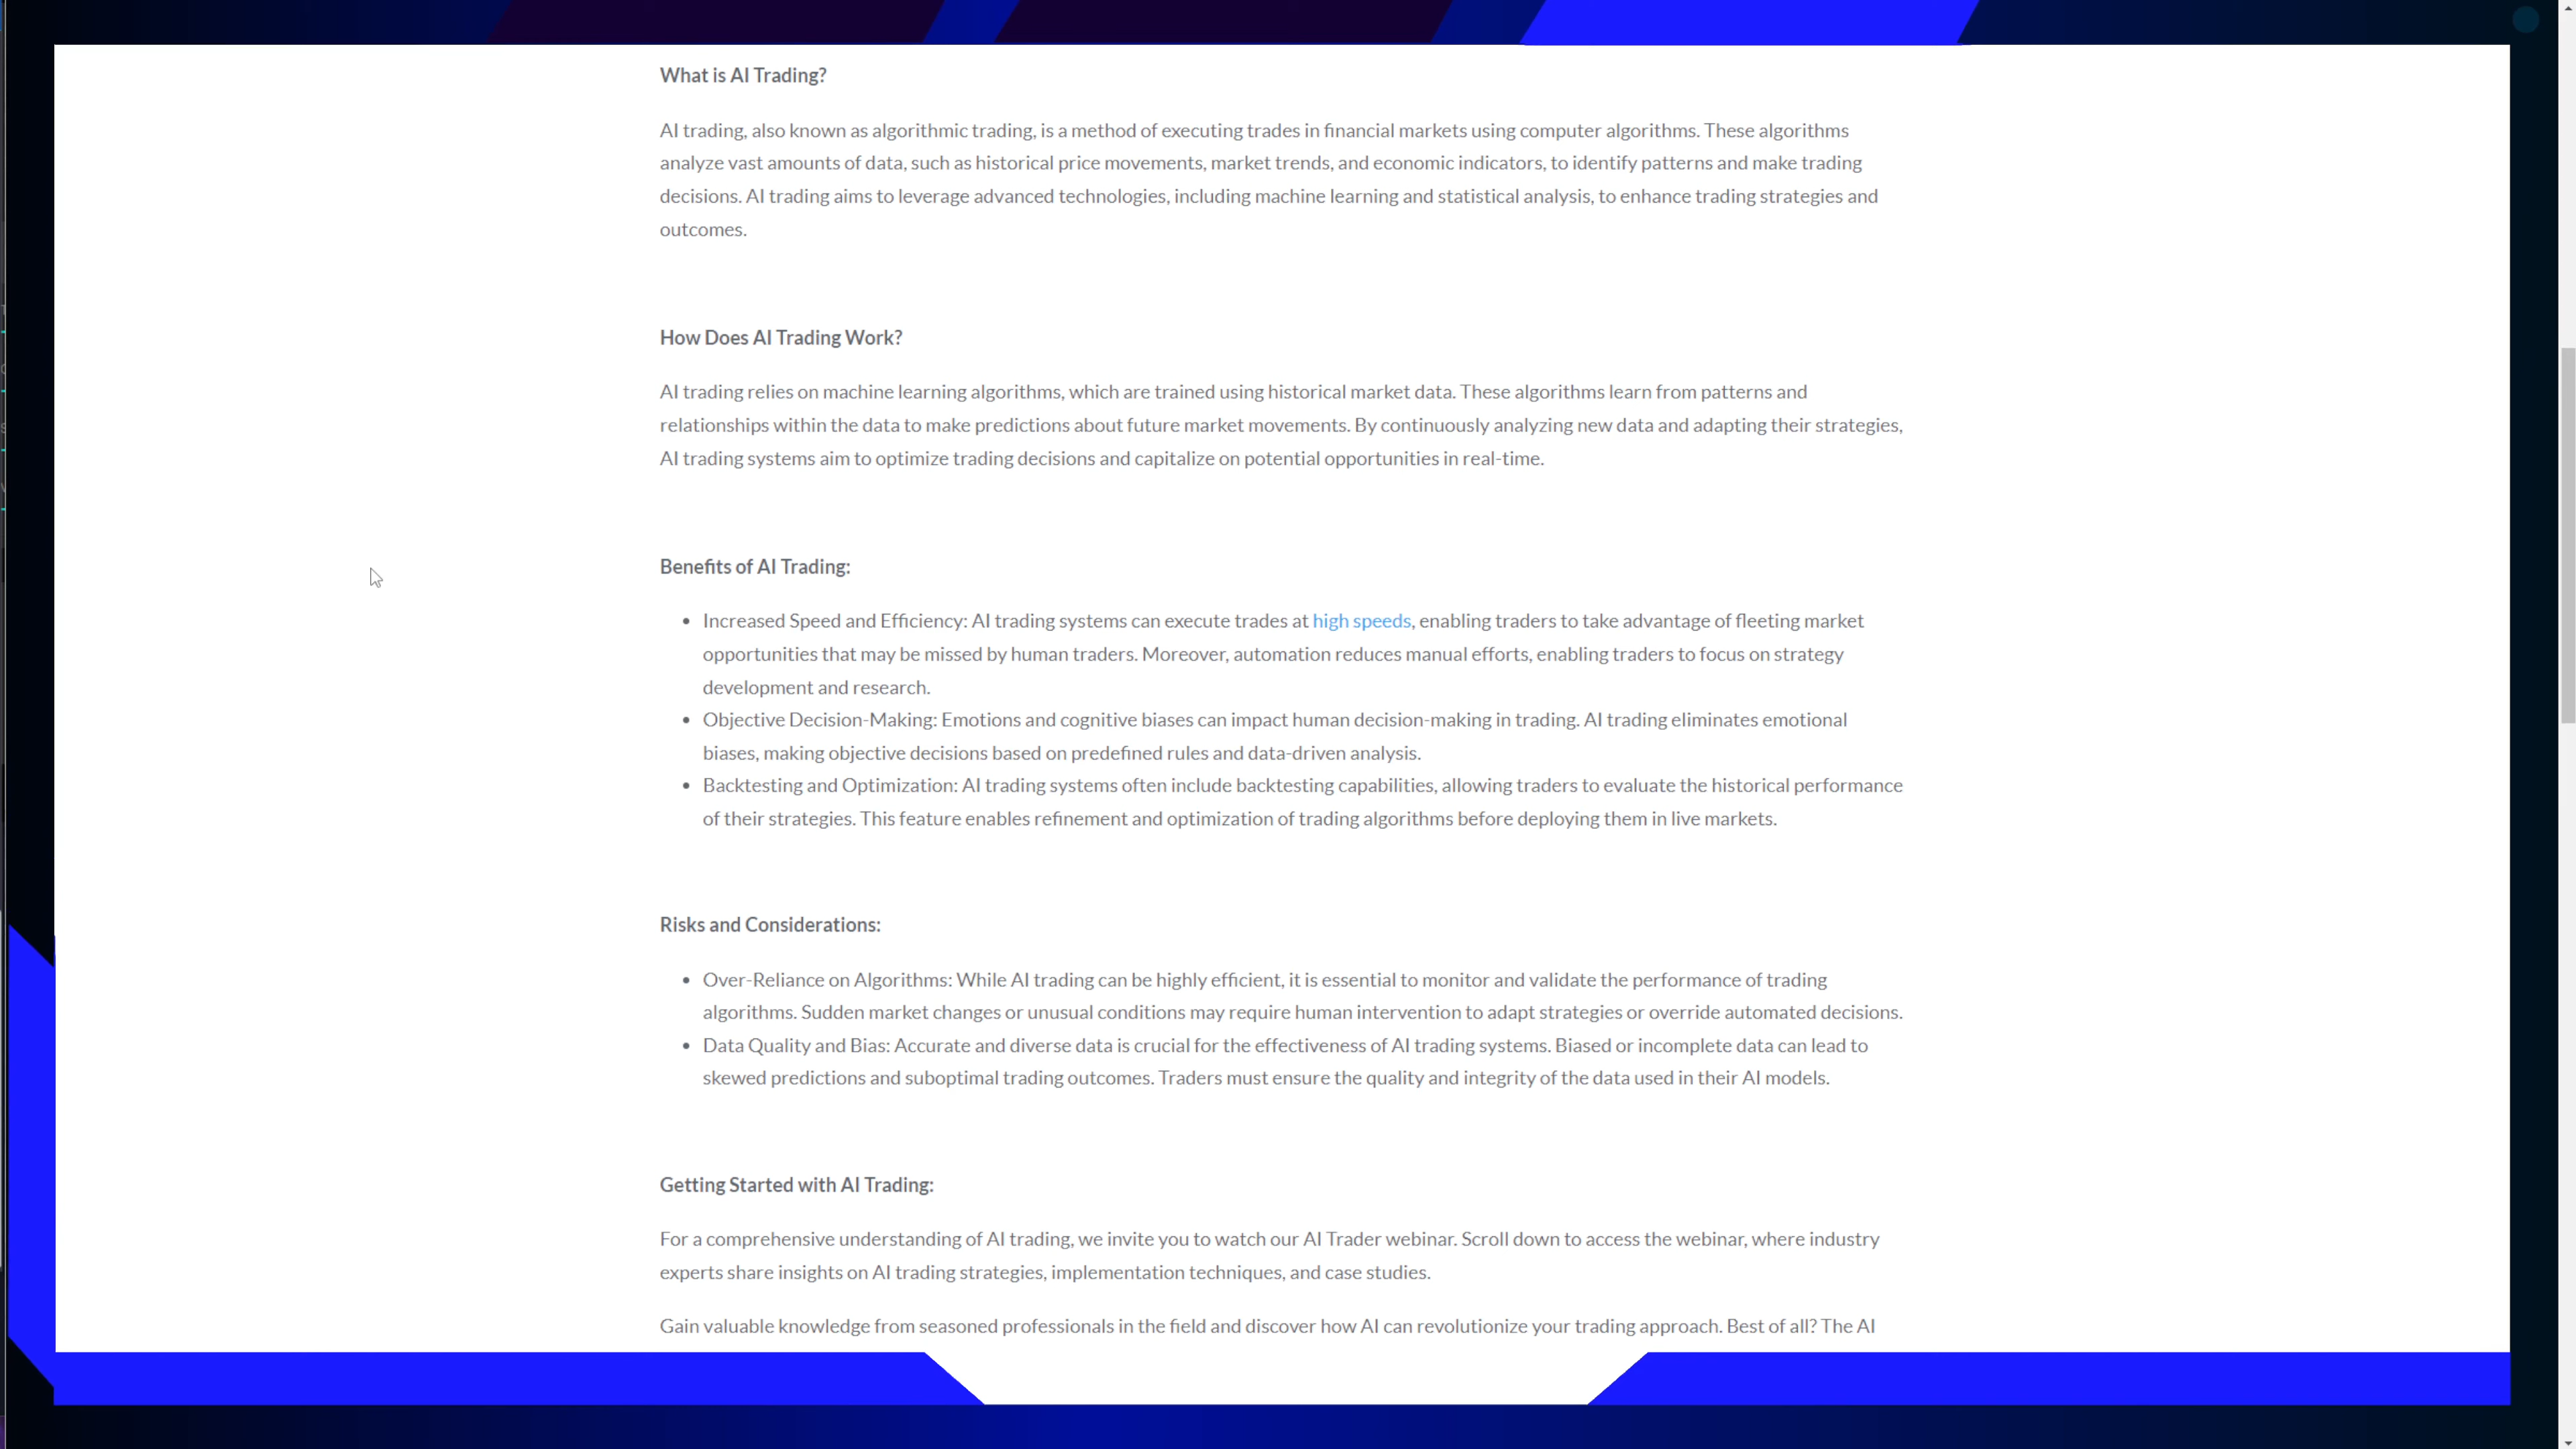 What is AI Trading?
AI trading, also known as algorithmic trading, is a method of executing trades in financial markets using computer algorithms. These algorithms
analyze vast amounts of data, such as historical price movements, market trends, and economic indicators, to identify patterns and make trading
decisions. AI trading aims to leverage advanced technologies, including machine learning and statistical analysis, to enhance trading strategies and
outcomes.
How Does AI Trading Work?
AI trading relies on machine learning algorithms, which are trained using historical market data. These algorithms learn from patterns and
relationships within the data to make predictions about future market movements. By continuously analyzing new data and adapting their strategies,
AI trading systems aim to optimize trading decisions and capitalize on potential opportunities in real-time.
Benefits of AI Trading:
• Increased Speed and Efficiency: AI trading systems can execute trades at high speeds, enabling traders to take advantage of fleeting market
opportunities that may be missed by human traders. Moreover, automation reduces manual efforts, enabling traders to focus on strategy
development and research.
• Objective Decision-Making: Emotions and cognitive biases can impact human decision-making in trading. AI trading eliminates emotional
biases, making objective decisions based on predefined rules and data-driven analysis.
• Backtesting and Optimization: AI trading systems often include backtesting capabilities, allowing traders to evaluate the historical performance
of their strategies. This feature enables refinement and optimization of trading algorithms before deploying them in live markets.
Risks and Considerations:
• Over-Reliance on Algorithms: While AI trading can be highly efficient, it is essential to monitor and validate the performance of trading
algorithms. Sudden market changes or unusual conditions may require human intervention to adapt strategies or override automated decisions.
• Data Quality and Bias: Accurate and diverse data is crucial for the effectiveness of AI trading systems. Biased or incomplete data can lead to
skewed predictions and suboptimal trading outcomes. Traders must ensure the quality and integrity of the data used in their AI models.
Getting Started with AI Trading:
For a comprehensive understanding of AI trading, we invite you to watch our AI Trader webinar. Scroll down to access the webinar, where industry
experts share insights on AI trading strategies, implementation techniques, and case studies.
Gain valuable knowledge from seasoned professionals in the field and discover how AI can revolutionize your trading approach. Best of all? The AI